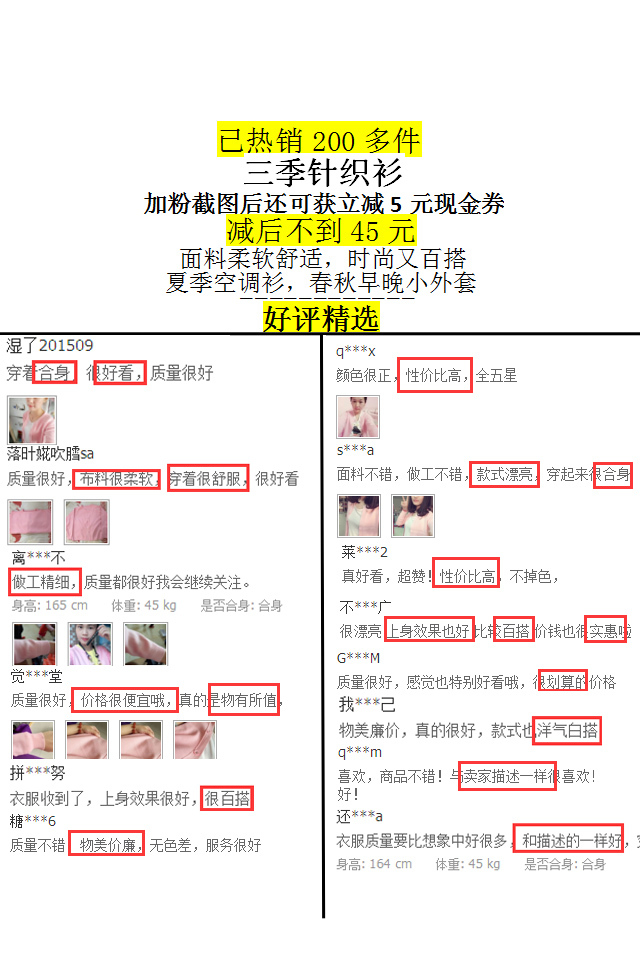 已热销 200 多件
三季针织衫
加粉截图后还可获立减 5 元现金券
减后不到 45 元
面料柔软舒适，时尚又百搭
夏季空调衫，春秋早晚小外套
好评精选
湿了201509
穿着合身，很好看，质量很好
落叶婲吹臑sa
质量很好，布料很柔软，穿着很舒服，很好看
离***不
做工精细，质量都很好我会继续关注。
身高: 165 cm 体重: 45 kg 是否合身: 合身
觉***堂
质量很好，价格很便宜哦，真的是物有所值，
拼***努
衣服收到了，上身效果很好，很百搭
糖***6
质量不错 物美价廉，无色差，服务很好
q***x
颜色很正，性价比高，全五星
s***a
面料不错，做工不错，款式漂亮，穿起来很合身
莱***2
真好看，超赞！性价比高，不掉色，
不***广
很漂亮 上身效果也好 比较百搭 价钱也很实惠啦
G***M
质量很好，感觉也特别好看哦，很划算的价格
我***己
物美廉价，真的很好，款式也洋气白搭
q***m
喜欢，商品不错！与卖家描述一样很喜欢！
好！
还***a
衣服质量要比想象中好很多，和描述的一样好，
身高: 164 cm 体重: 45 kg 是否合身: 合身